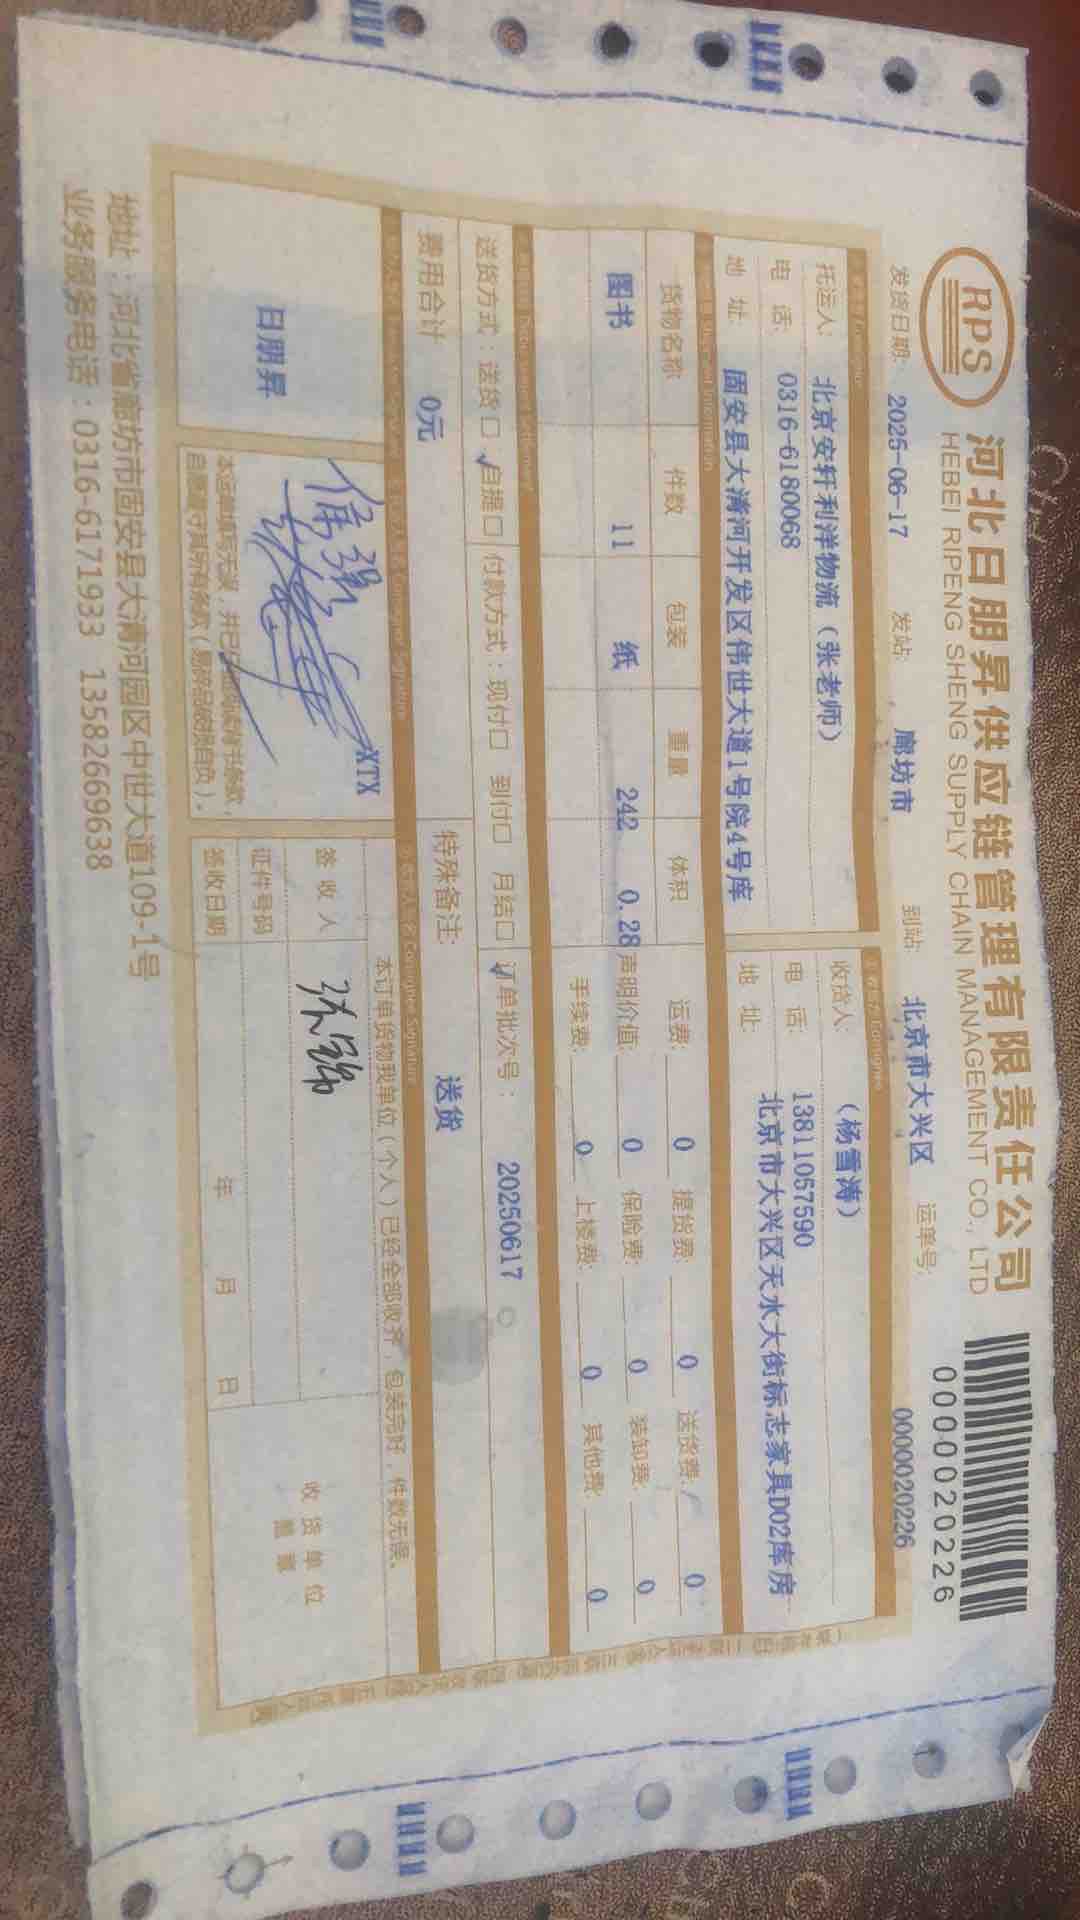 RPS
河北日朋昇供应链管理有限责任公司
HEBEI RIPENG SHENG SUPPLY CHAIN MANAGEMENT CO., LTD
0000020226
发货日期: 2025-06-17 发站: 廊坊市 到站: 北京市大兴区 运单号: 0000020226
托运人: 北京安轩利洋物流（张老师）
电 话: 0316-6180068
地 址: 固安县大清河开发区伟世大道1号院4号库
收货人: （杨雪涛）
电 话: 13811057590
地 址: 北京市大兴区天水大街标志家具D02库房
货物名称 件数 包装 重量 体积
图书 11 纸 242 0.28
运费: 0 提货费: 0 送货费: 0
声明价值: 0 保险费: 0 装卸费: 0
手续费: 0 上楼费: 0 其他费: 0
送货方式：送货□ 自提□ 付款方式：现付□ 到付□ 月结□ 订单批次号： 20250617
费用合计 0元
特殊备注: 送货
日朋昇
XTX
本订单货物我单位（个人）已经全部收齐，包装完好，件数无误。
签 收 人
证件号码
签收日期 年 月 日
收 货 单 位
盖 章
地址：河北省廊坊市固安县大清河园区中世大道109-1号
业务服务电话：0316-6171933 13582669638